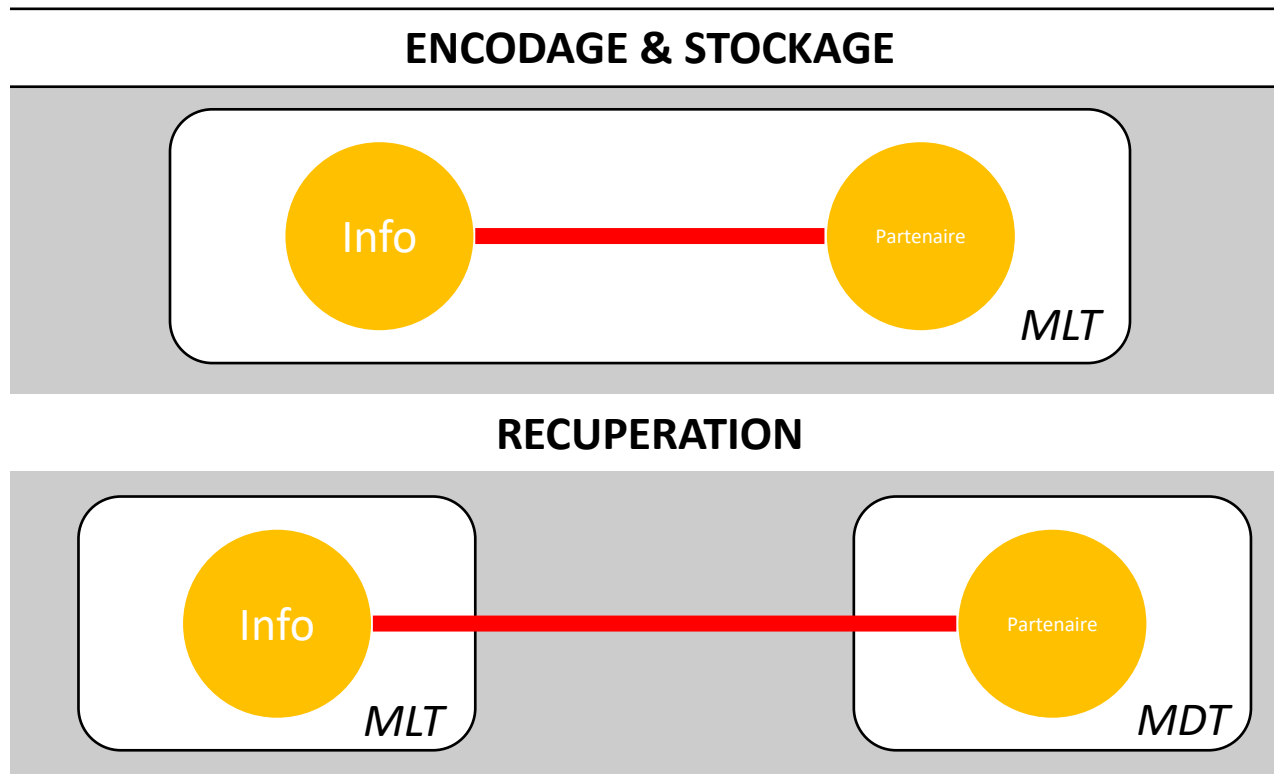 ENCODAGE & STOCKAGE
Info
Partenaire
MLT
RECUPERATION
Info
Partenaire
MLT
MDT